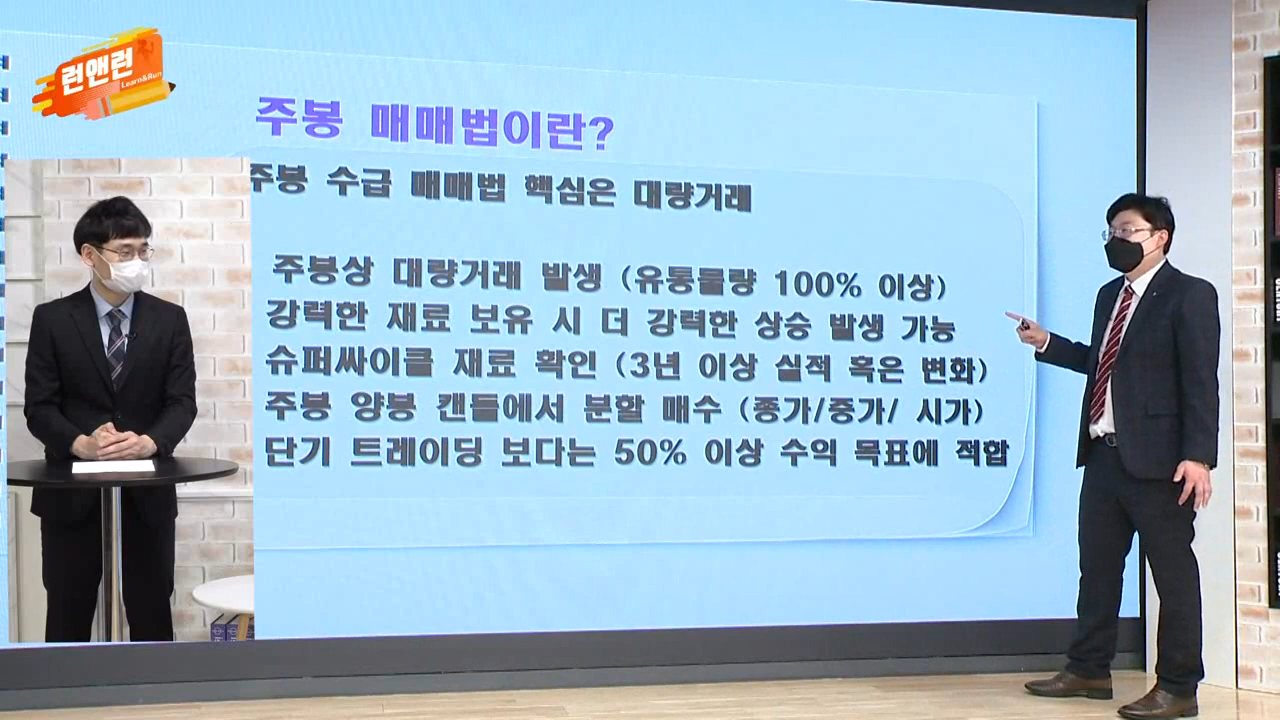 런앤런
Learn&Run
주봉 매매법이란?
주봉 수급 매매법 핵심은 대량거래
주봉상 대량거래 발생 (유통물량 100% 이상)
강력한 재료 보유 시 더 강력한 상승 발생 가능
슈퍼싸이클 재료 확인 (3년 이상 실적 혹은 변화)
주봉 양봉 캔들에서 분할 매수 (종가/중가/ 시가)
단기 트레이딩 보다는 50% 이상 수익 목표에 적합